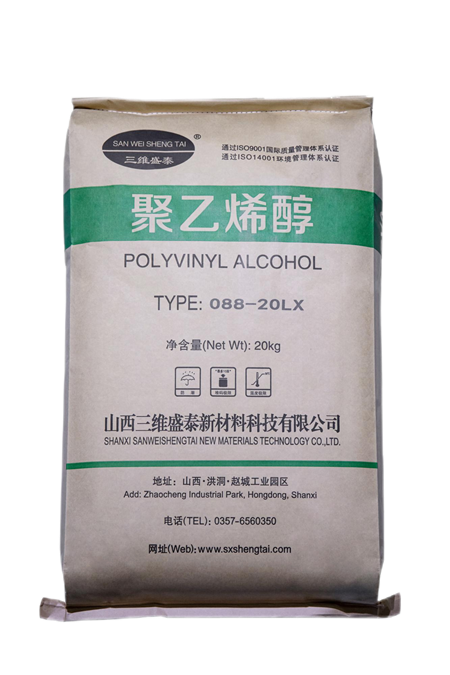 SAN WEI SHENG TAI
®
三维盛泰
通过ISO9001国际质量管理体系认证
通过ISO14001环境管理体系认证
聚乙烯醇
POLYVINYL ALCOHOL
TYPE: 088-20LX
净含量(Net Wt): 20kg
山西三维盛泰新材料科技有限公司
SHANXI SANWEISHENGTAI NEW MATERIALS TECHNOLOGY CO.,LTD.
地址: 山西·洪洞·赵城工业园区
Add: Zhaocheng Industrial Park, Hongdong, Shanxi
电话(TEL): 0357-6560350
网址(Web): www.sxshengtai.com